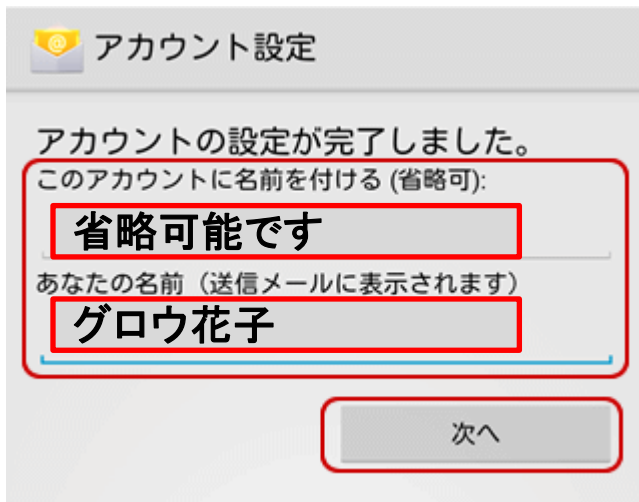 アカウント設定
アカウントの設定が完了しました。
このアカウントに名前を付ける (省略可):
省略可能です
あなたの名前（送信メールに表示されます）
グロウ花子
次へ